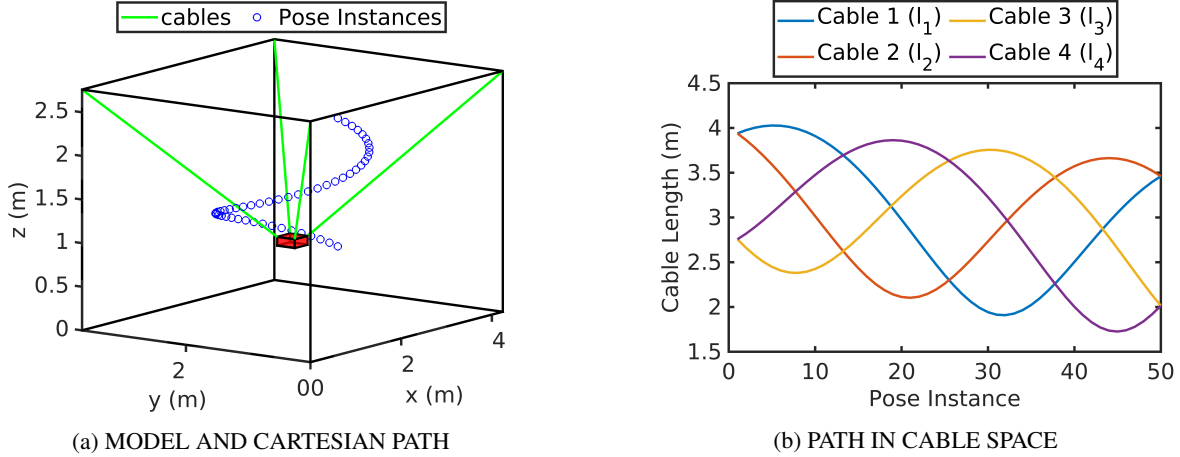 cables Pose Instances
2.5
2
1.5
1
0.5
0
z (m)
2
y (m)
00
2
4
x (m)
(a) MODEL AND CARTESIAN PATH
Cable 1 (l1) Cable 3 (l3)
Cable 2 (l2) Cable 4 (l4)
4.5
4
3.5
3
2.5
2
1.5
Cable Length (m)
0 10 20 30 40 50
Pose Instance
(b) PATH IN CABLE SPACE